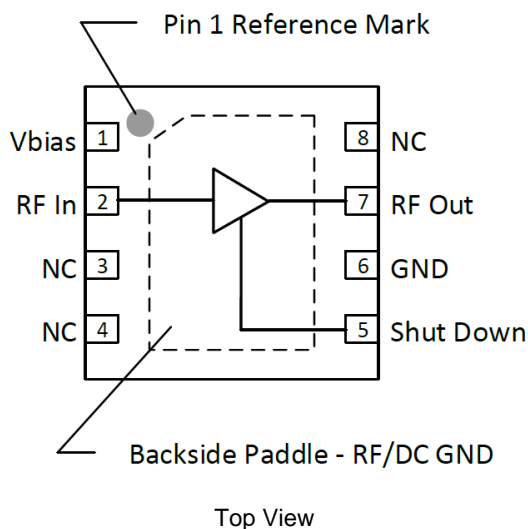 Pin 1 Reference Mark
Vbias 1
8 NC
RF In 2
7 RF Out
NC 3
6 GND
NC 4
5 Shut Down
Backside Paddle - RF/DC GND
Top View